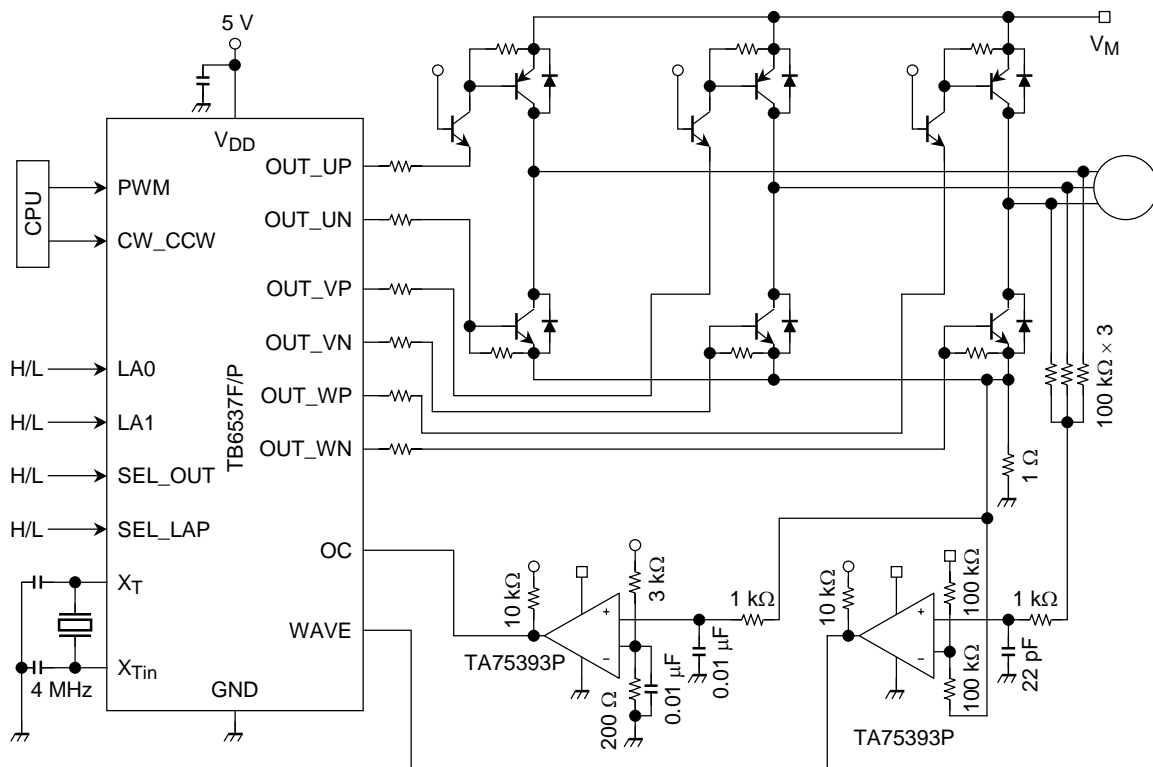 5 V
V_M
V_DD
CPU
PWM
CW_CCW
OUT_UP
OUT_UN
OUT_VP
OUT_VN
OUT_WP
OUT_WN
TB6537F/P
H/L
LA0
H/L
LA1
H/L
SEL_OUT
H/L
SEL_LAP
X_T
X_Tin
4 MHz
GND
OC
WAVE
100 kΩ × 3
1 Ω
10 kΩ
3 kΩ
1 kΩ
+
−
TA75393P
200 Ω
0.01 μF
0.01 μF
10 kΩ
100 kΩ
1 kΩ
+
−
100 kΩ
22 pF
TA75393P